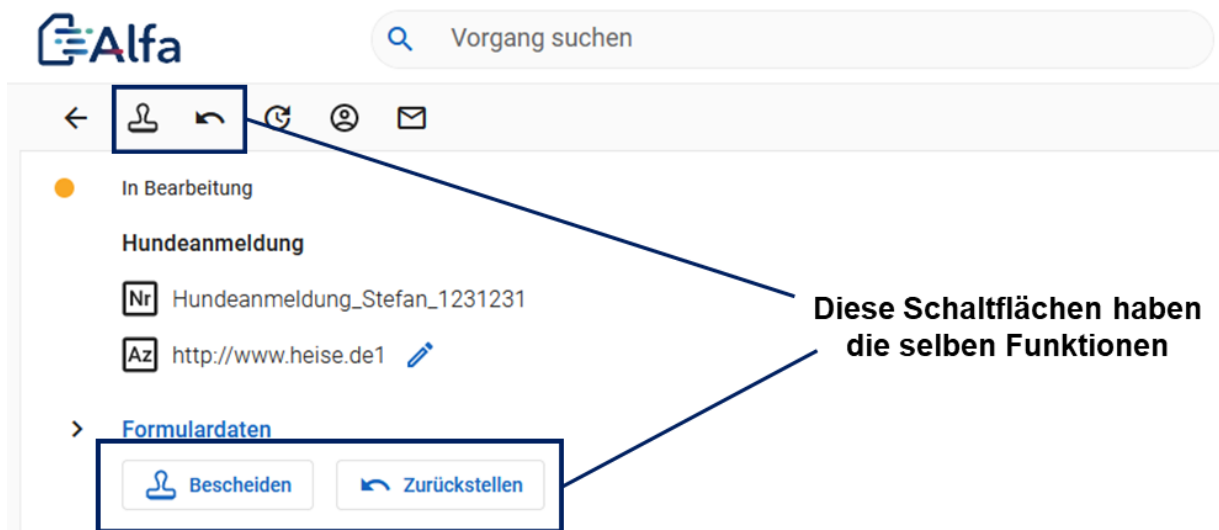 Alfa
Vorgang suchen
In Bearbeitung
Hundeanmeldung
Nr Hundeanmeldung_Stefan_1231231
Az http://www.heise.de1
Diese Schaltflächen haben
die selben Funktionen
Formulardaten
Bescheiden Zurückstellen